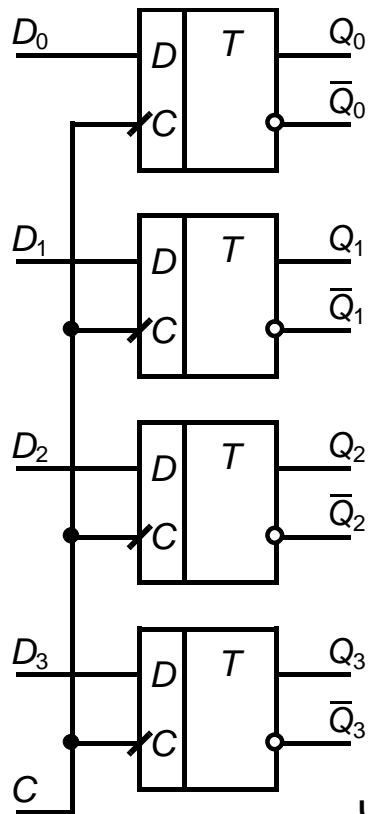 D₀ T Q₀
D
C Q̅₀
D₁ T Q₁
D
C Q̅₁
D₂ T Q₂
D
C Q̅₂
D₃ T Q₃
D
C Q̅₃
C